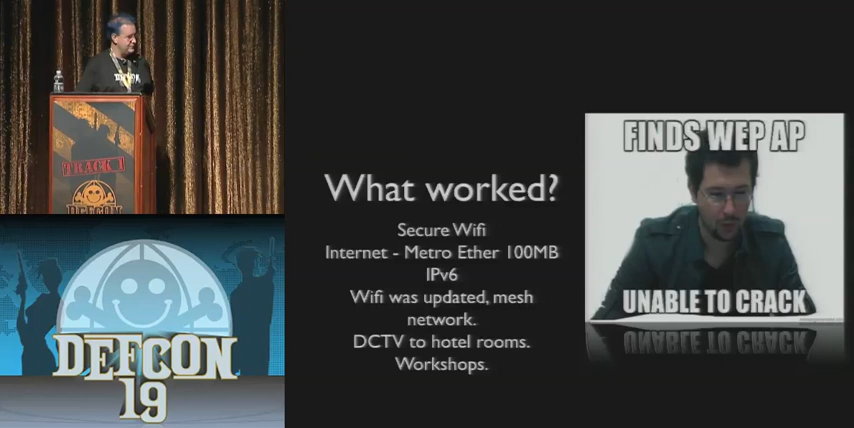 TRACK 1
DEFCON
DEFCON
19
What worked?
Secure Wifi
Internet - Metro Ether 100MB
IPv6
Wifi was updated, mesh
network.
DCTV to hotel rooms.
Workshops.
FINDS WEP AP
UNABLE TO CRACK